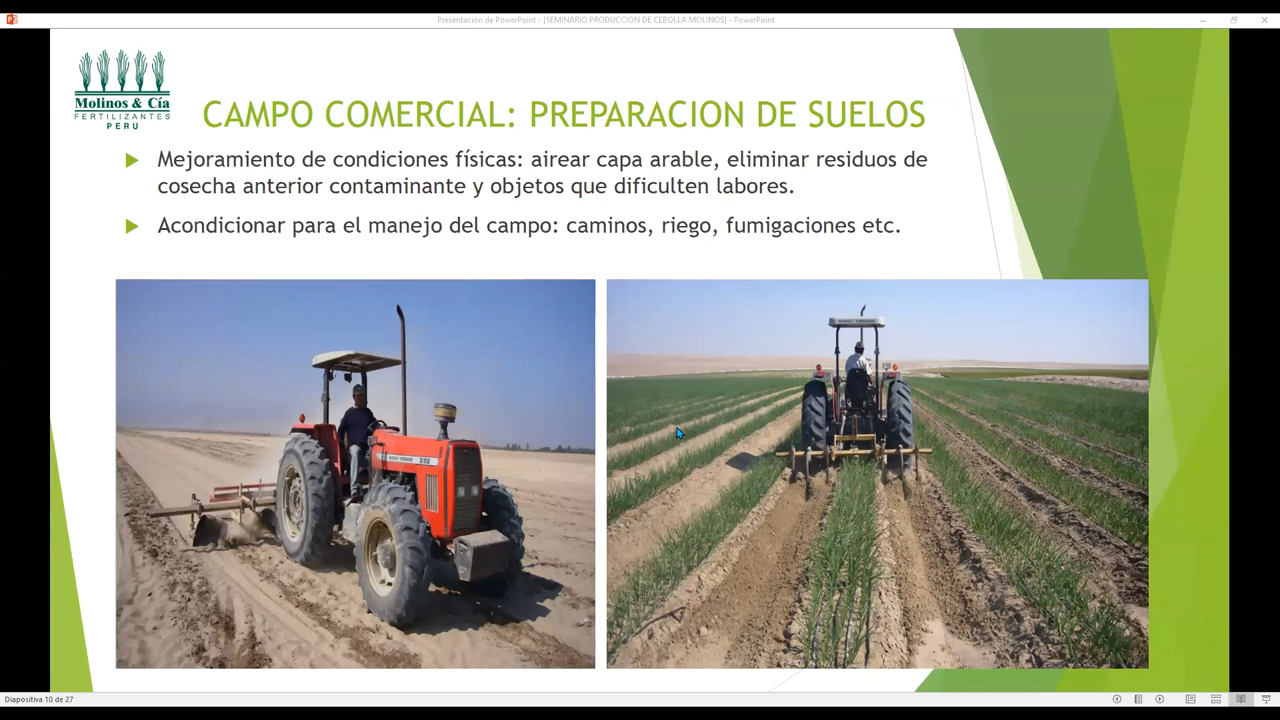 Presentación de PowerPoint - [SEMINARIO PRODUCCION DE CEBOLLA MOLINOS] - PowerPoint
Molinos & Cía
FERTILIZANTES
PERU
CAMPO COMERCIAL: PREPARACION DE SUELOS
Mejoramiento de condiciones físicas: airear capa arable, eliminar residuos de
cosecha anterior contaminante y objetos que dificulten labores.
Acondicionar para el manejo del campo: caminos, riego, fumigaciones etc.
298
Diapositiva 10 de 27